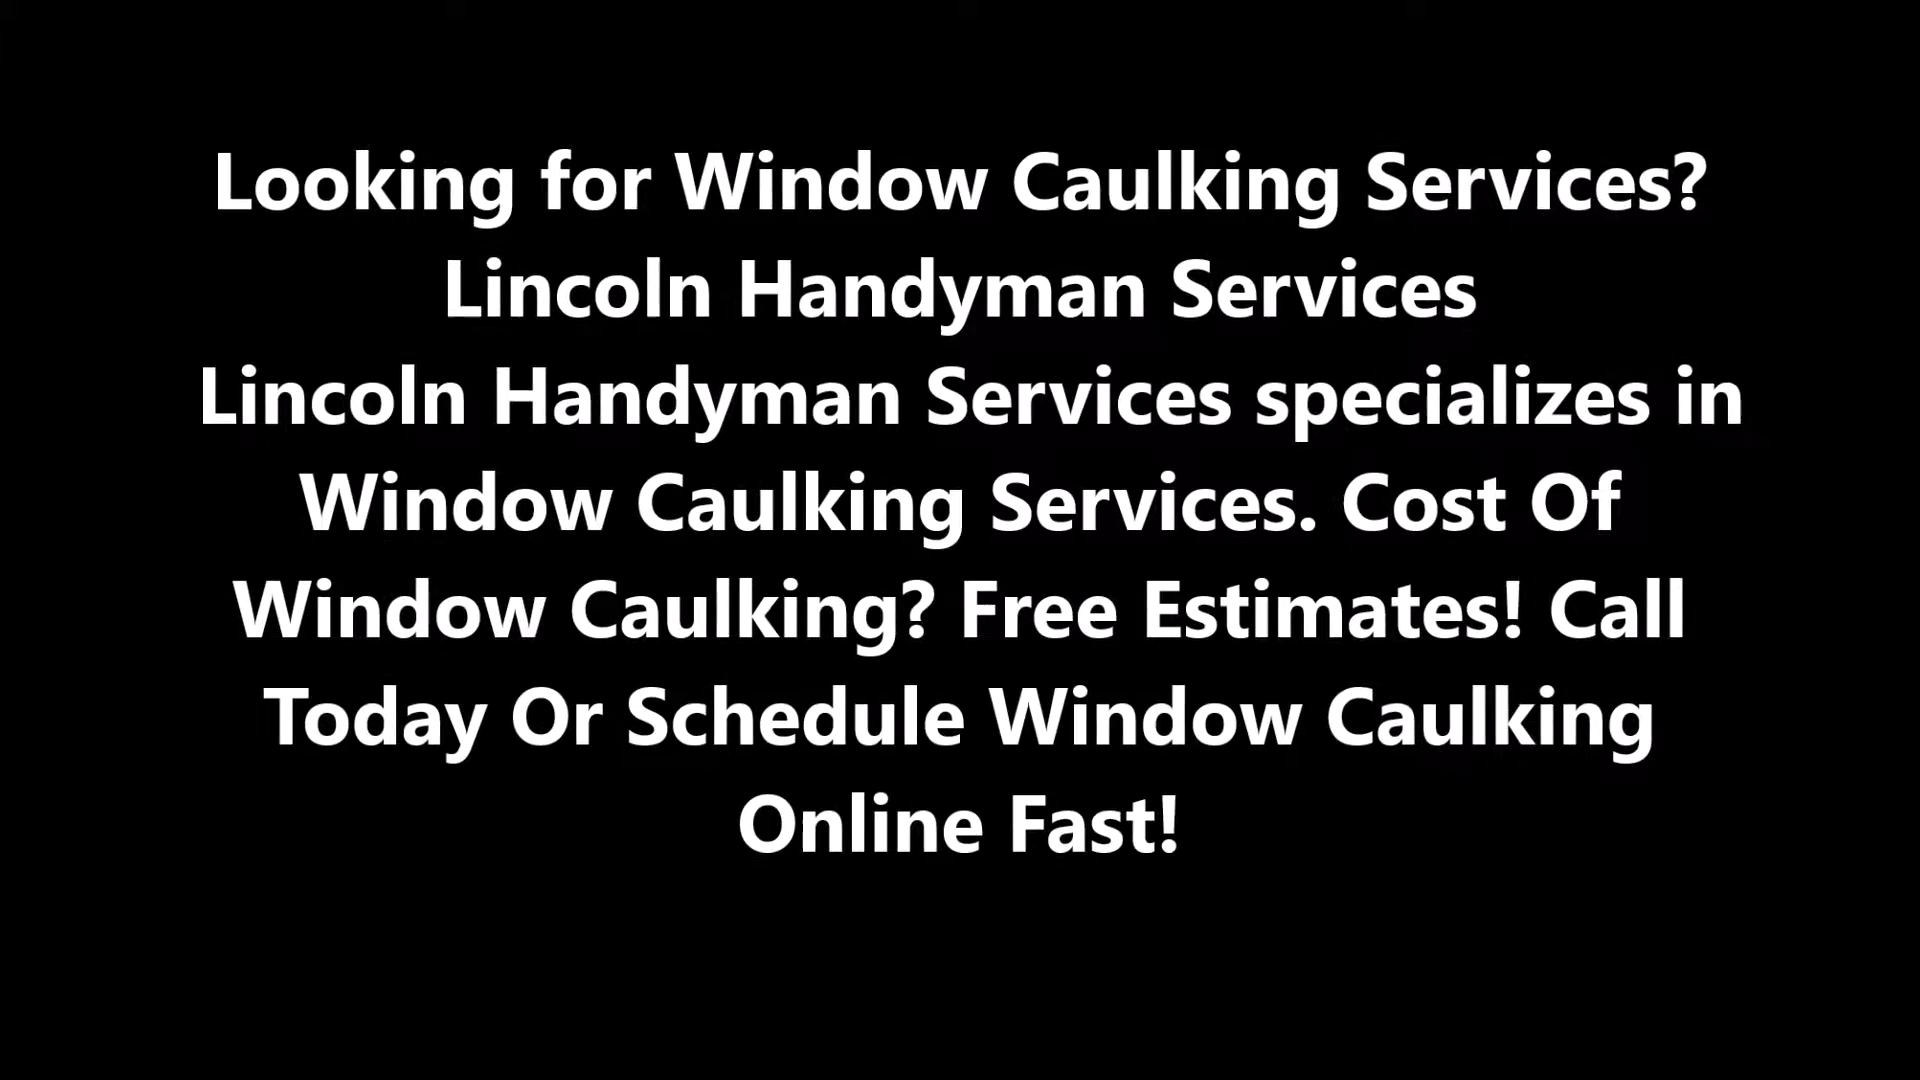 Looking for Window Caulking Services?
Lincoln Handyman Services
Lincoln Handyman Services specializes in
Window Caulking Services. Cost Of
Window Caulking? Free Estimates! Call
Today Or Schedule Window Caulking
Online Fast!